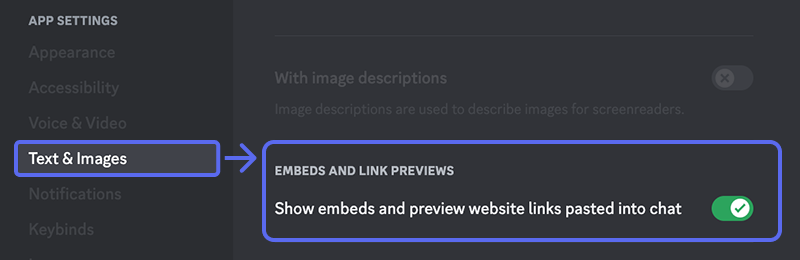 APP SETTINGS
Appearance
Accessibility
Voice & Video
Text & Images
Notifications
Keybinds
With image descriptions
Image descriptions are used to describe images for screenreaders.
EMBEDS AND LINK PREVIEWS
Show embeds and preview website links pasted into chat